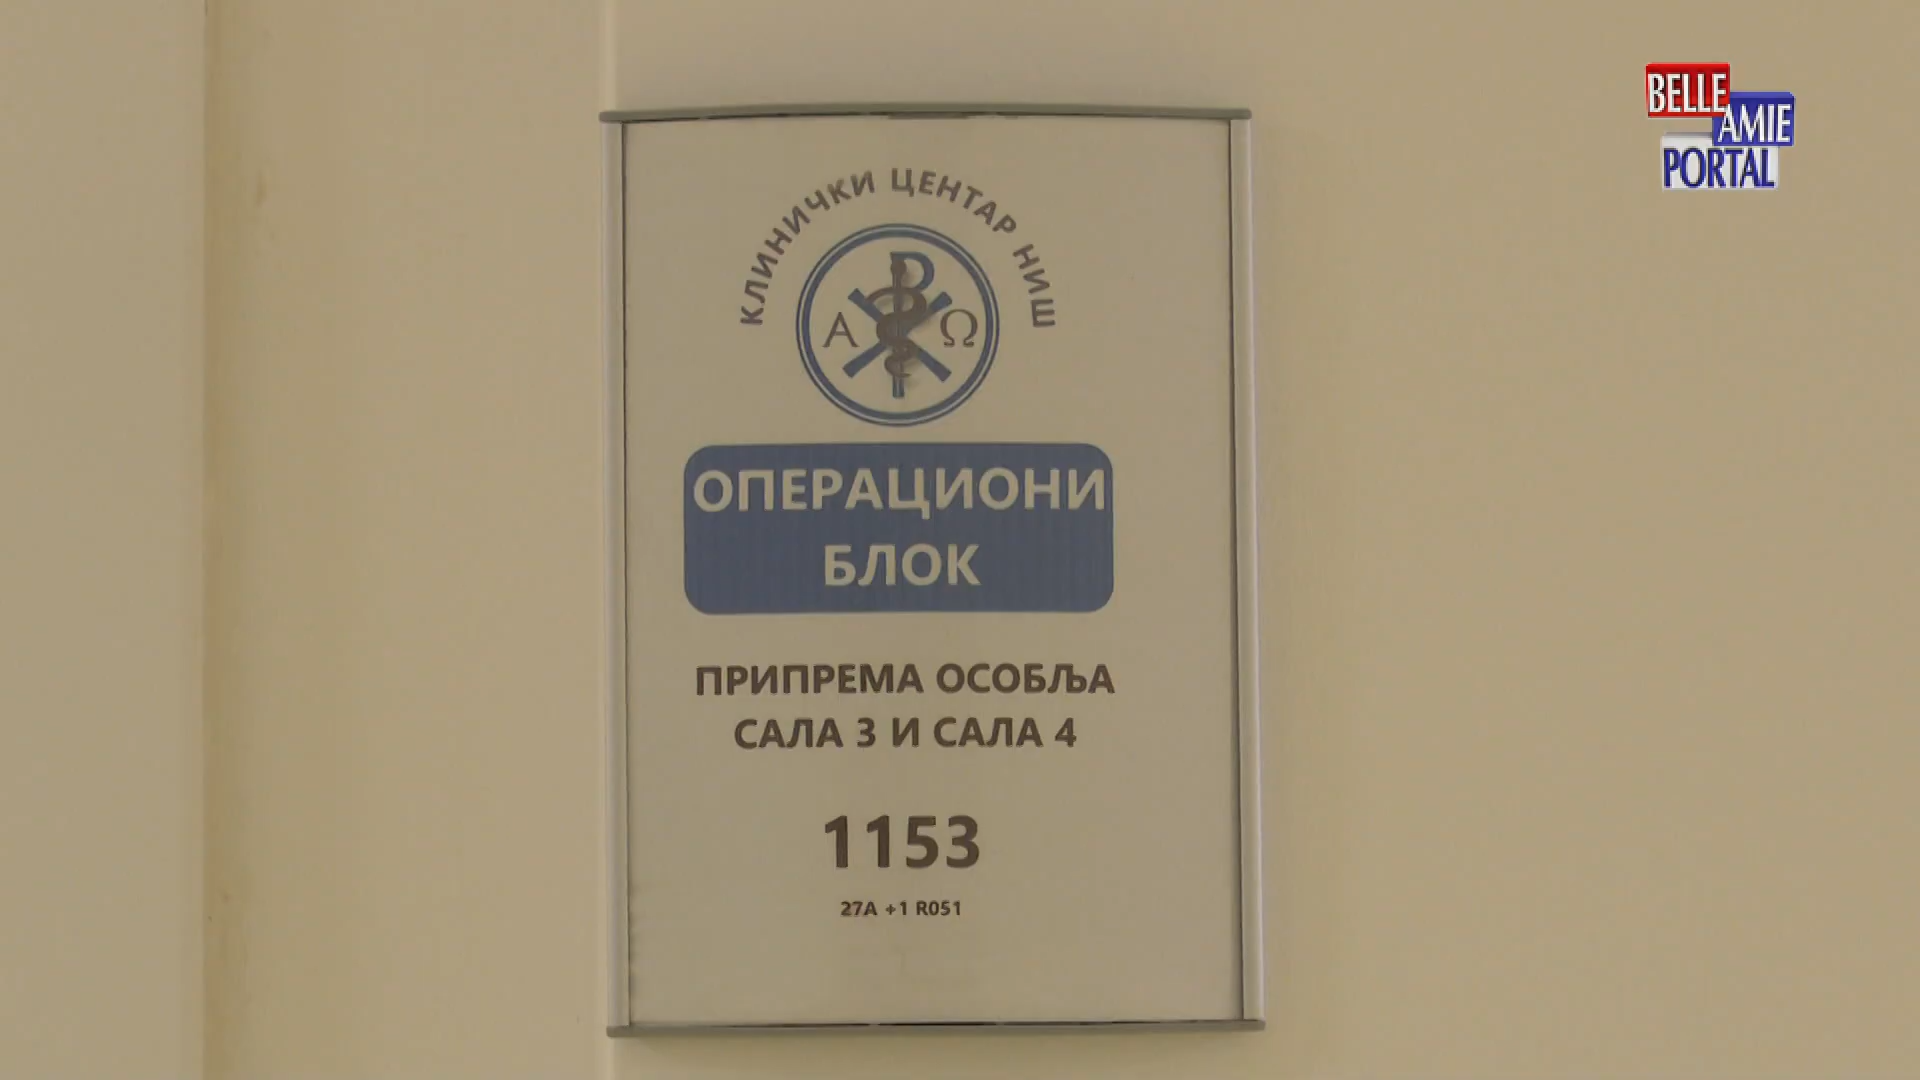 BELLE
AMIE
PORTAL
КЛИНИЧКИ ЦЕНТАР НИШ
Α Ω
ОПЕРАЦИОНИ
БЛОК
ПРИПРЕМА ОСОБЉА
САЛА 3 И САЛА 4
1153
27A +1 R051